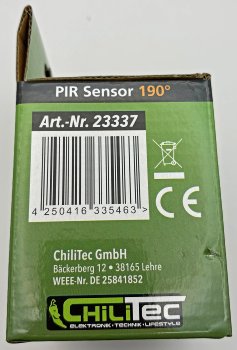 PIR Sensor 190°
Art.-Nr. 23337
4 250416 335463 >
CE
ChiliTec GmbH
Bäckerberg 12 • 38165 Lehre
WEEE-Nr. DE 25841852
CHILITEC
ELEKTRONIK • TECHNIK • LIFESTYLE